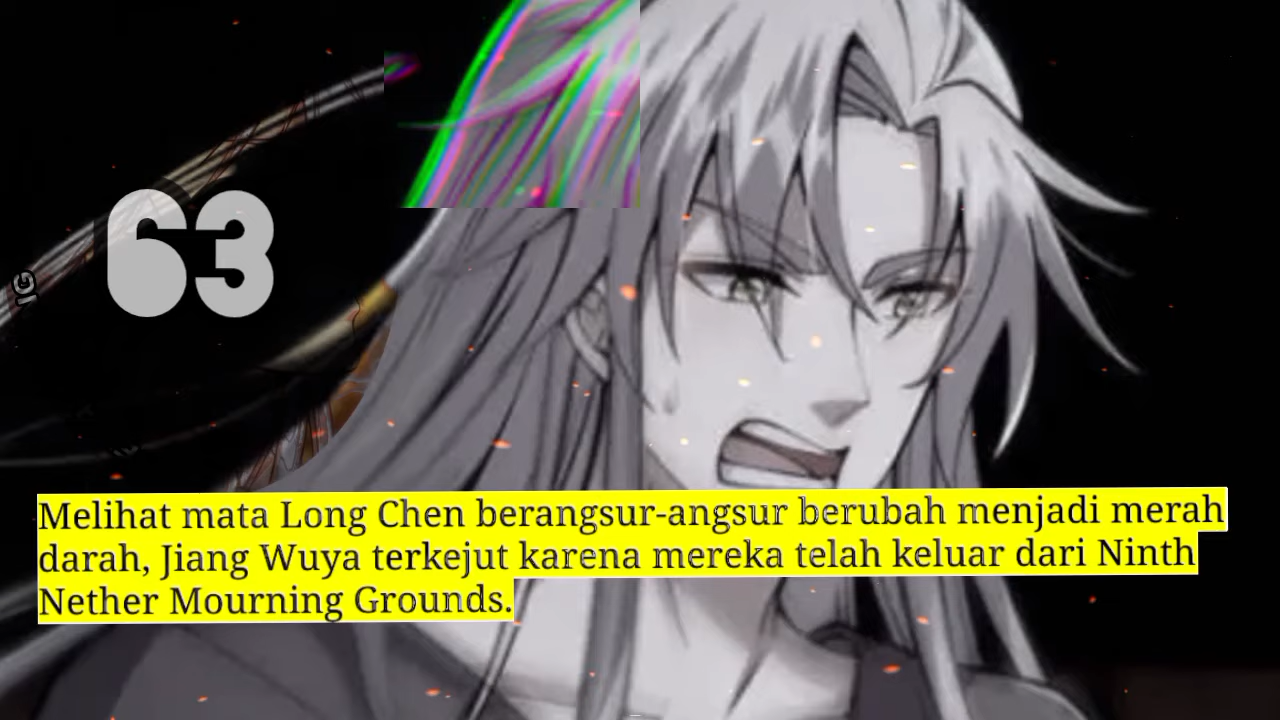 63
Melihat mata Long Chen berangsur-angsur berubah menjadi merah
darah, Jiang Wuya terkejut karena mereka telah keluar dari Ninth
Nether Mourning Grounds.